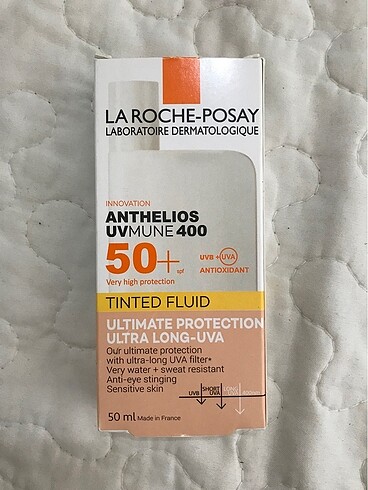 LA ROCHE-POSAY
LABORATOIRE DERMATOLOGIQUE
INNOVATION
ANTHELIOS
UVMUNE 400
50+ spf
Very high protection
UVB + UVA
ANTIOXIDANT
TINTED FLUID
ULTIMATE PROTECTION
ULTRA LONG-UVA
Our ultimate protection
with ultra-long UVA filter*
Very water + sweat resistant
Anti-eye stinging
Sensitive skin
UVB
SHORT
UVA
LONG
50 ml Made in France